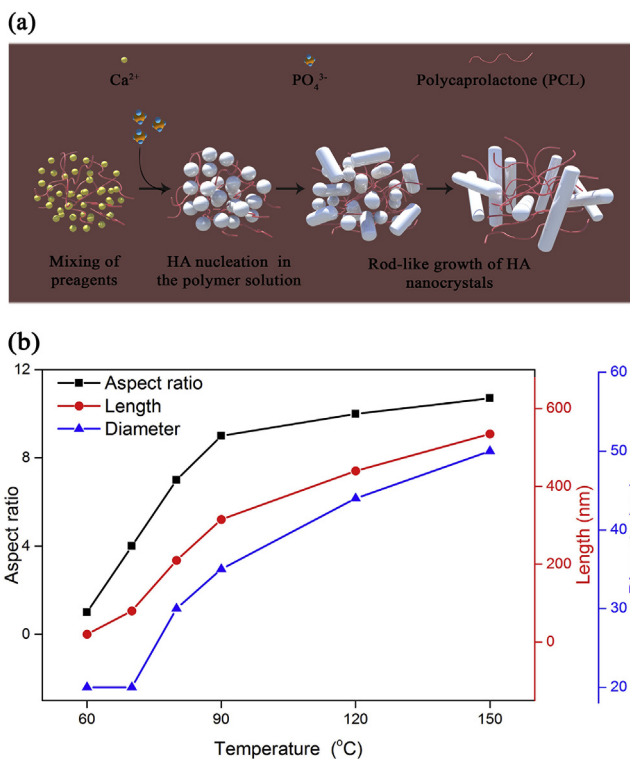 (a)
Ca²⁺
PO₄³⁻
Polycaprolactone (PCL)
Mixing of
preagents
HA nucleation in
the polymer solution
Rod-like growth of HA
nanocrystals
(b)
Aspect ratio
Length
Diameter
12
8
4
0
Aspect ratio
600
400
200
0
Length (nm)
60
50
40
30
20
60
70
80
90
120
150
Temperature (°C)